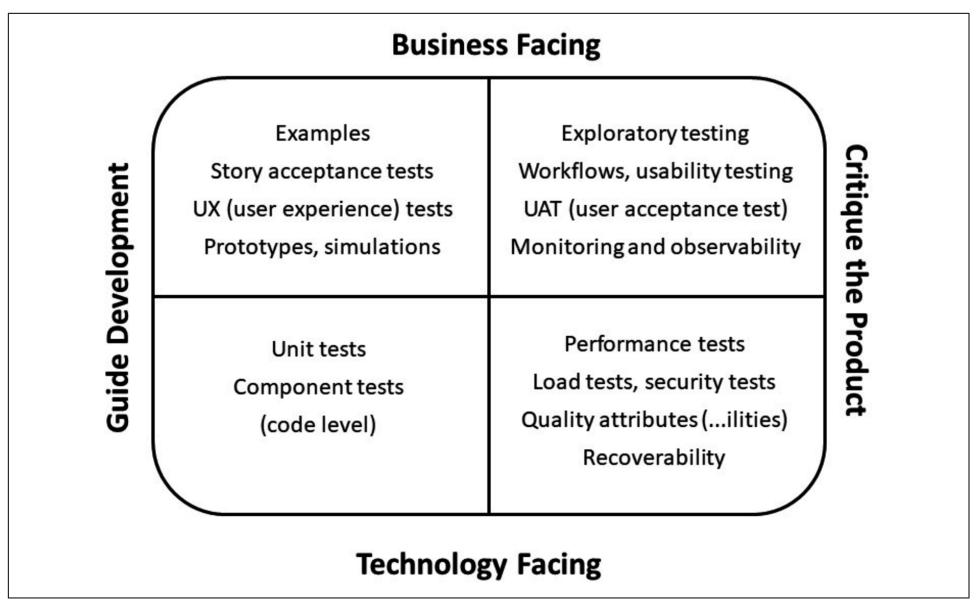 Business Facing
Guide Development
Examples
Story acceptance tests
UX (user experience) tests
Prototypes, simulations
Exploratory testing
Workflows, usability testing
UAT (user acceptance test)
Monitoring and observability
Critique the Product
Unit tests
Component tests
(code level)
Performance tests
Load tests, security tests
Quality attributes (...ilities)
Recoverability
Technology Facing